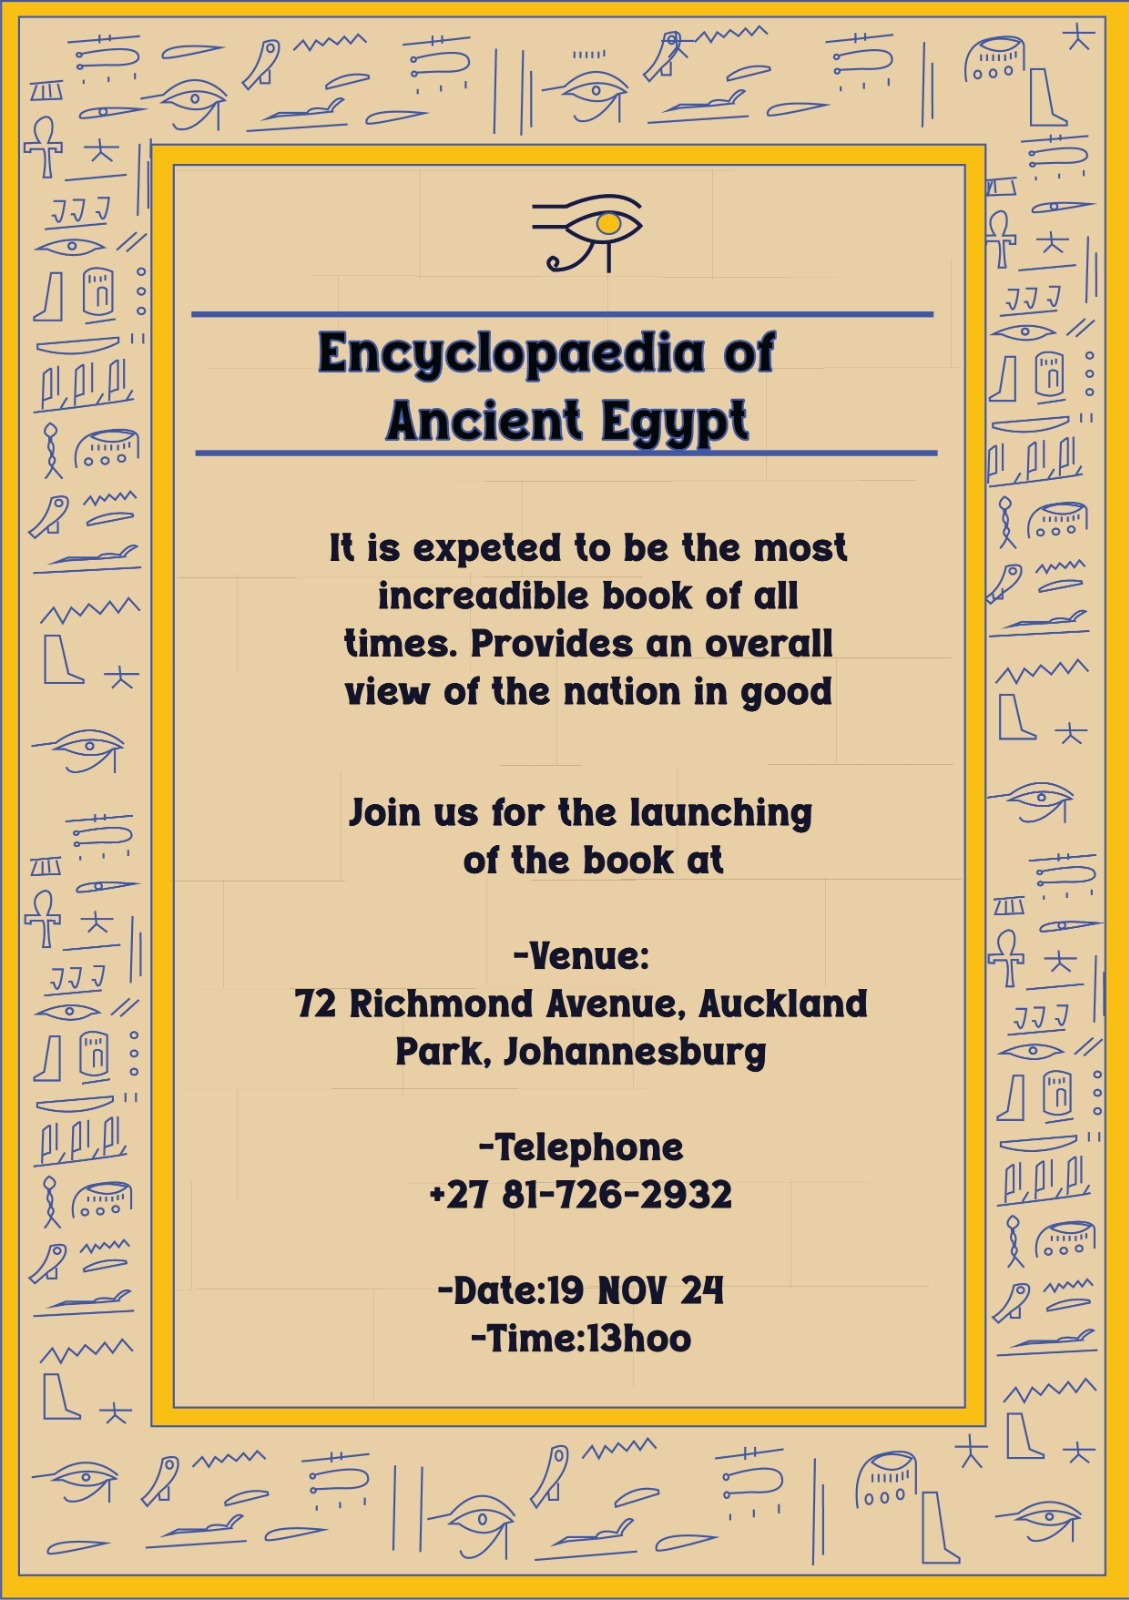 Encyclopaedia of
Ancient Egypt
It is expeted to be the most
increadible book of all
times. Provides an overall
view of the nation in good
Join us for the launching
of the book at
-Venue:
72 Richmond Avenue, Auckland
Park, Johannesburg
-Telephone
+27 81-726-2932
-Date:19 NOV 24
-Time:13hoo